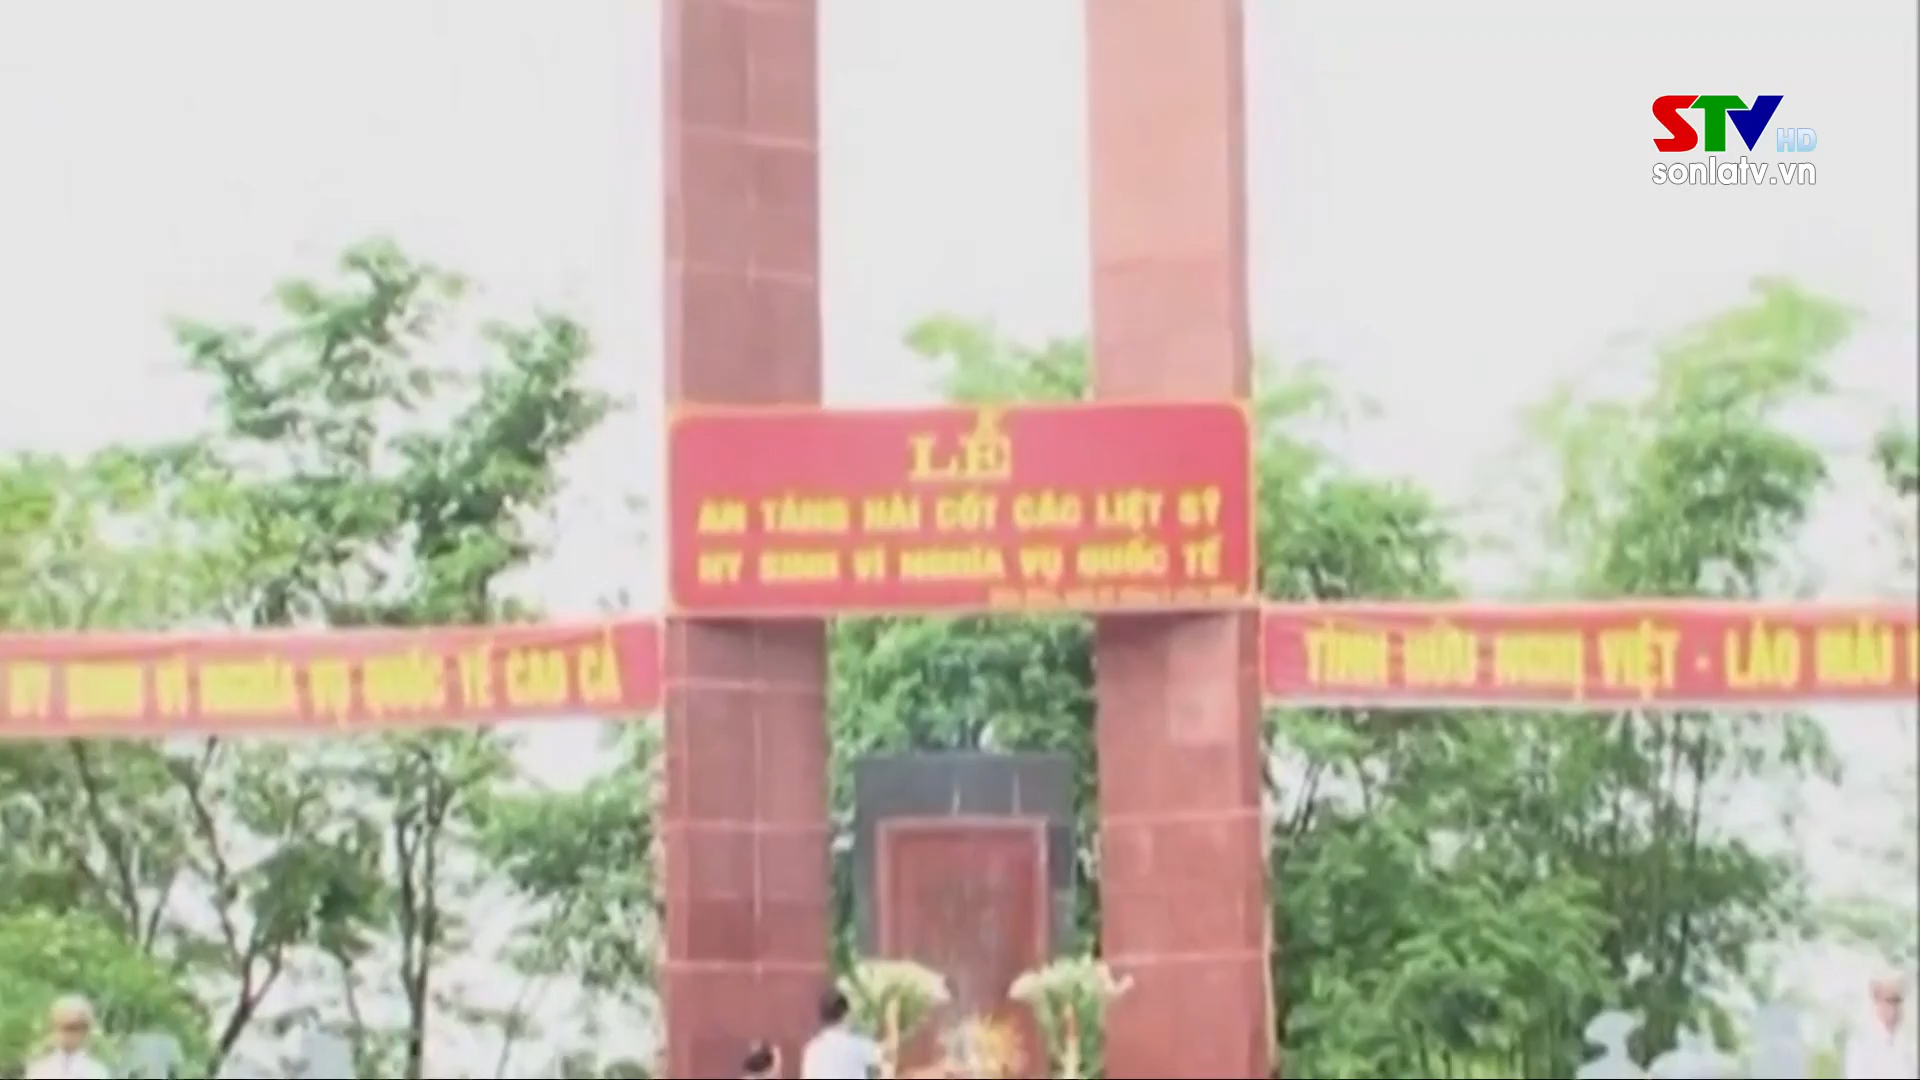 STV HD
sonlatv.vn
LỄ
AN TÁNG HÀI CỐT CÁC LIỆT SỸ
HY SINH VÌ NGHĨA VỤ QUỐC TẾ
HY SINH VÌ NGHĨA VỤ QUỐC TẾ CAO CẢ
TÌNH HỮU NGHỊ VIỆT - LÀO MÃI